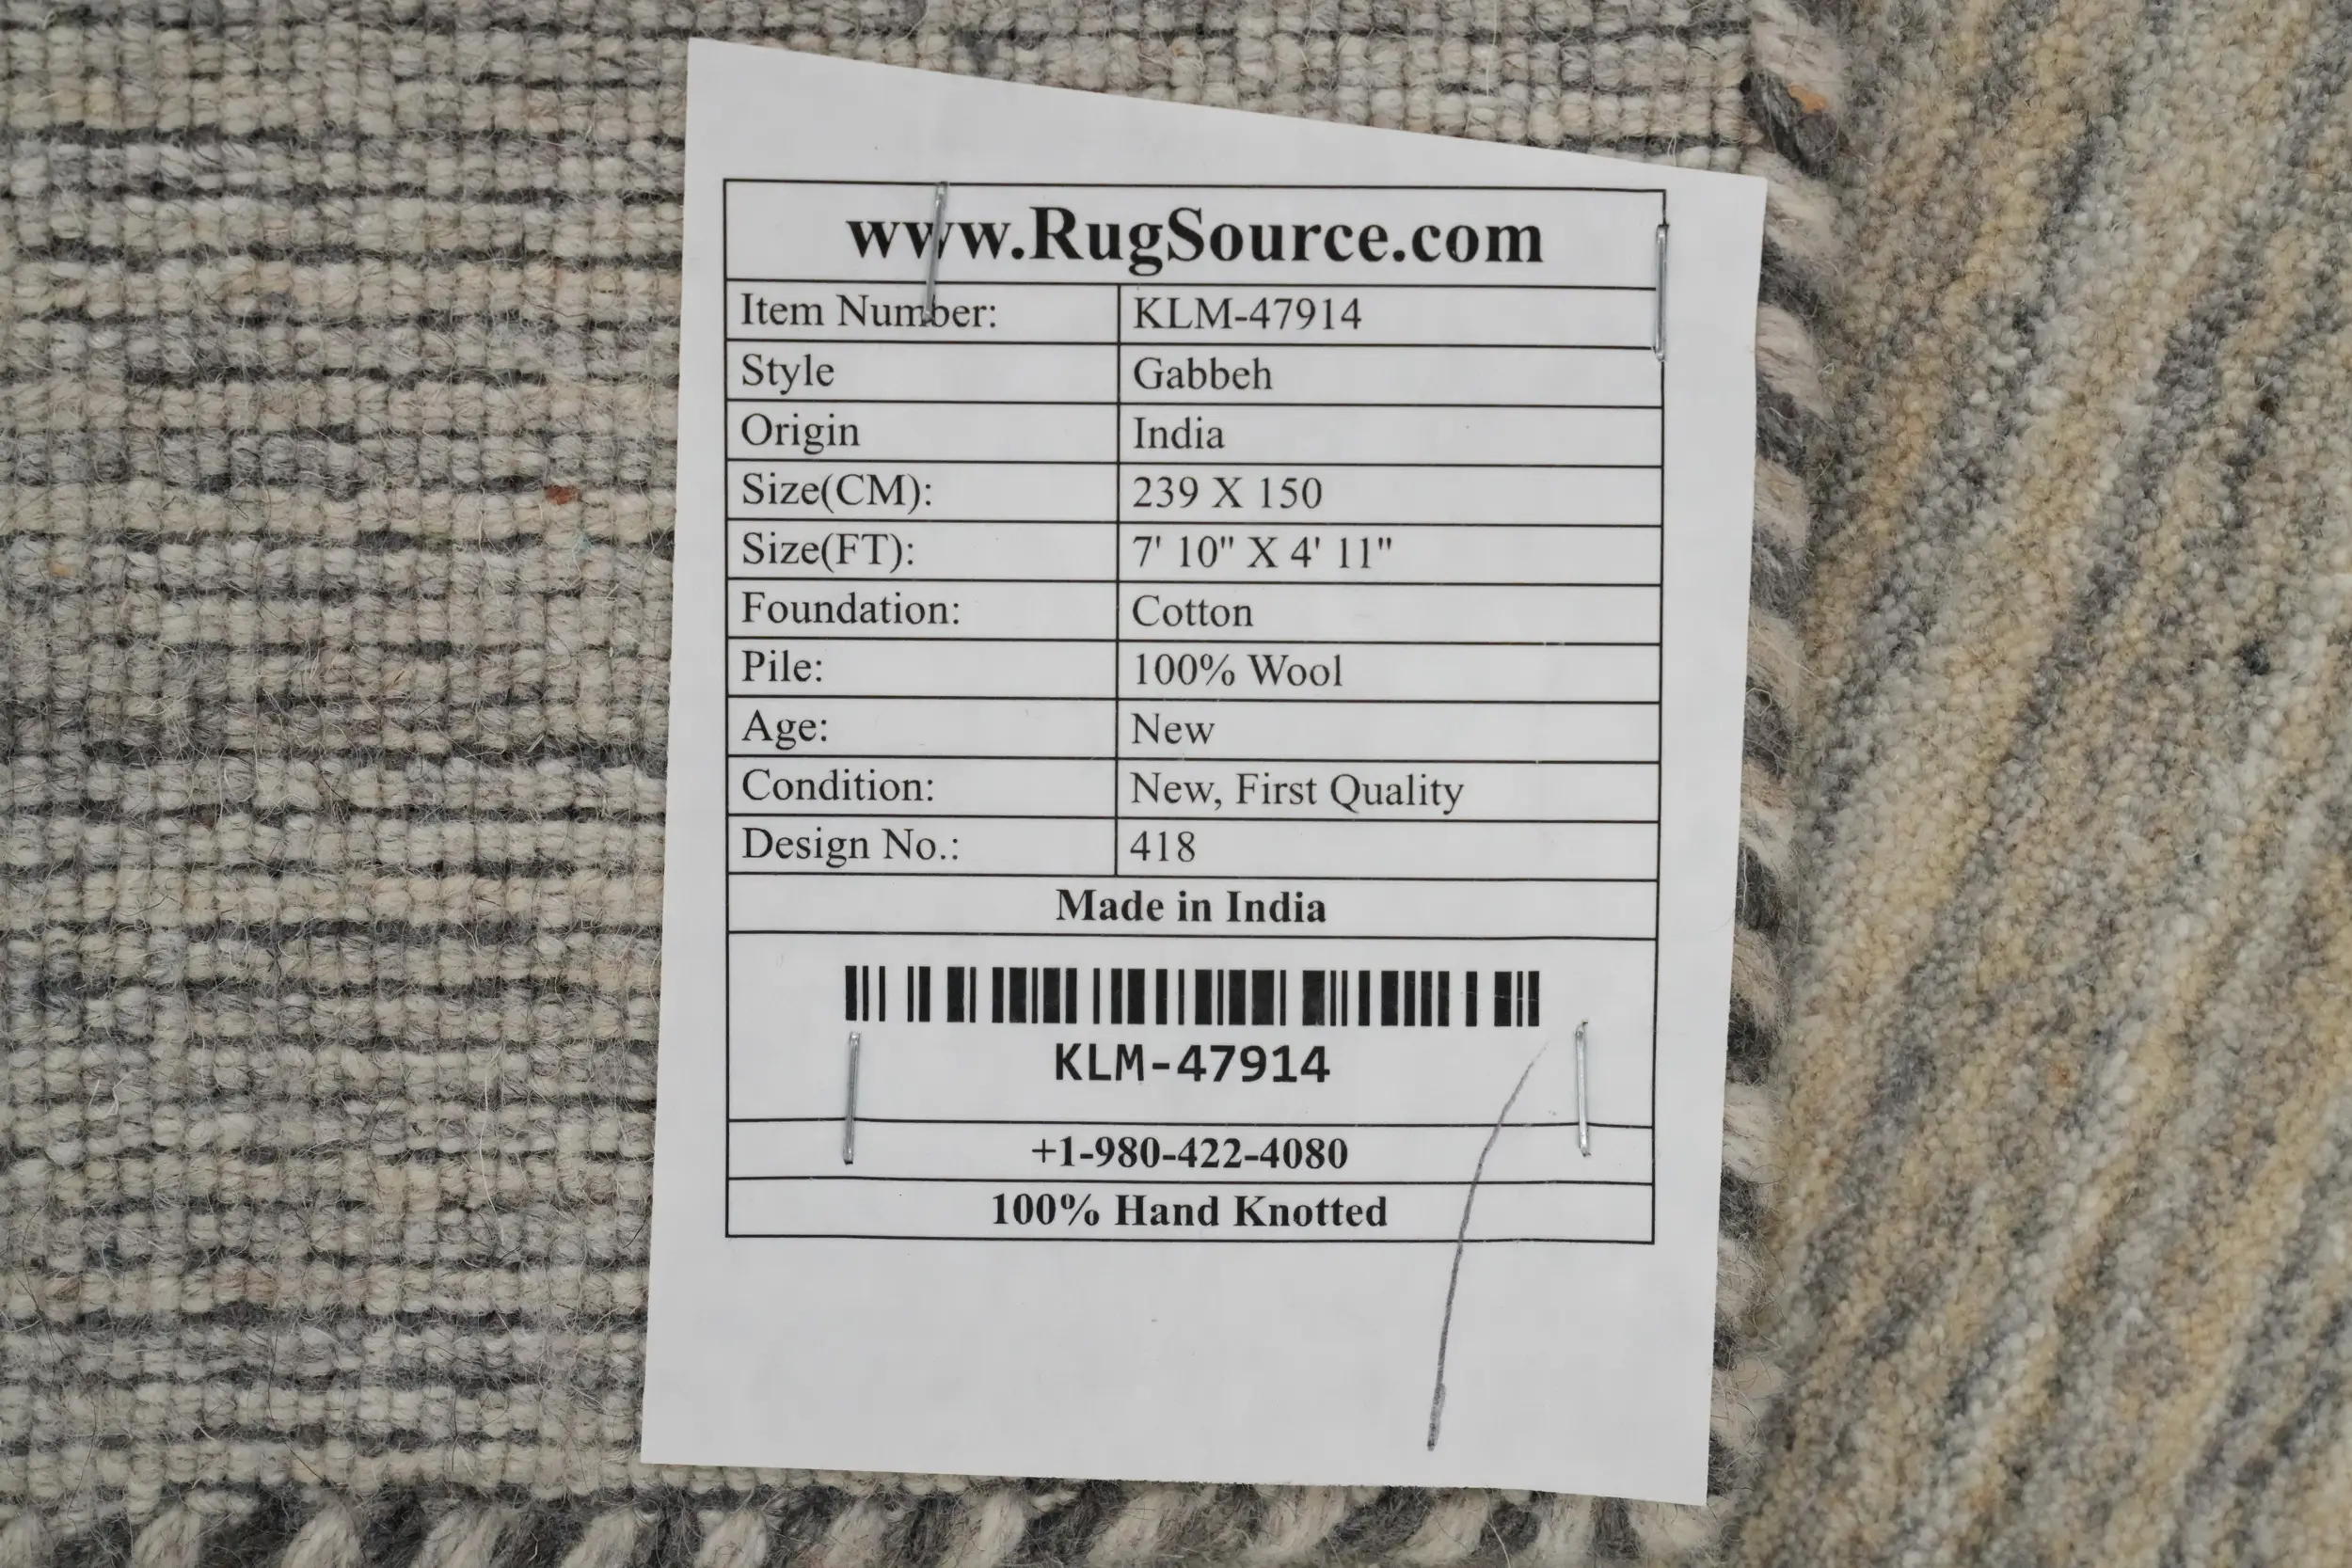 www.RugSource.com
Item Number: KLM-47914
Style Gabbeh
Origin India
Size(CM): 239 X 150
Size(FT): 7' 10" X 4' 11"
Foundation: Cotton
Pile: 100% Wool
Age: New
Condition: New, First Quality
Design No.: 418
Made in India
KLM-47914
+1-980-422-4080
100% Hand Knotted